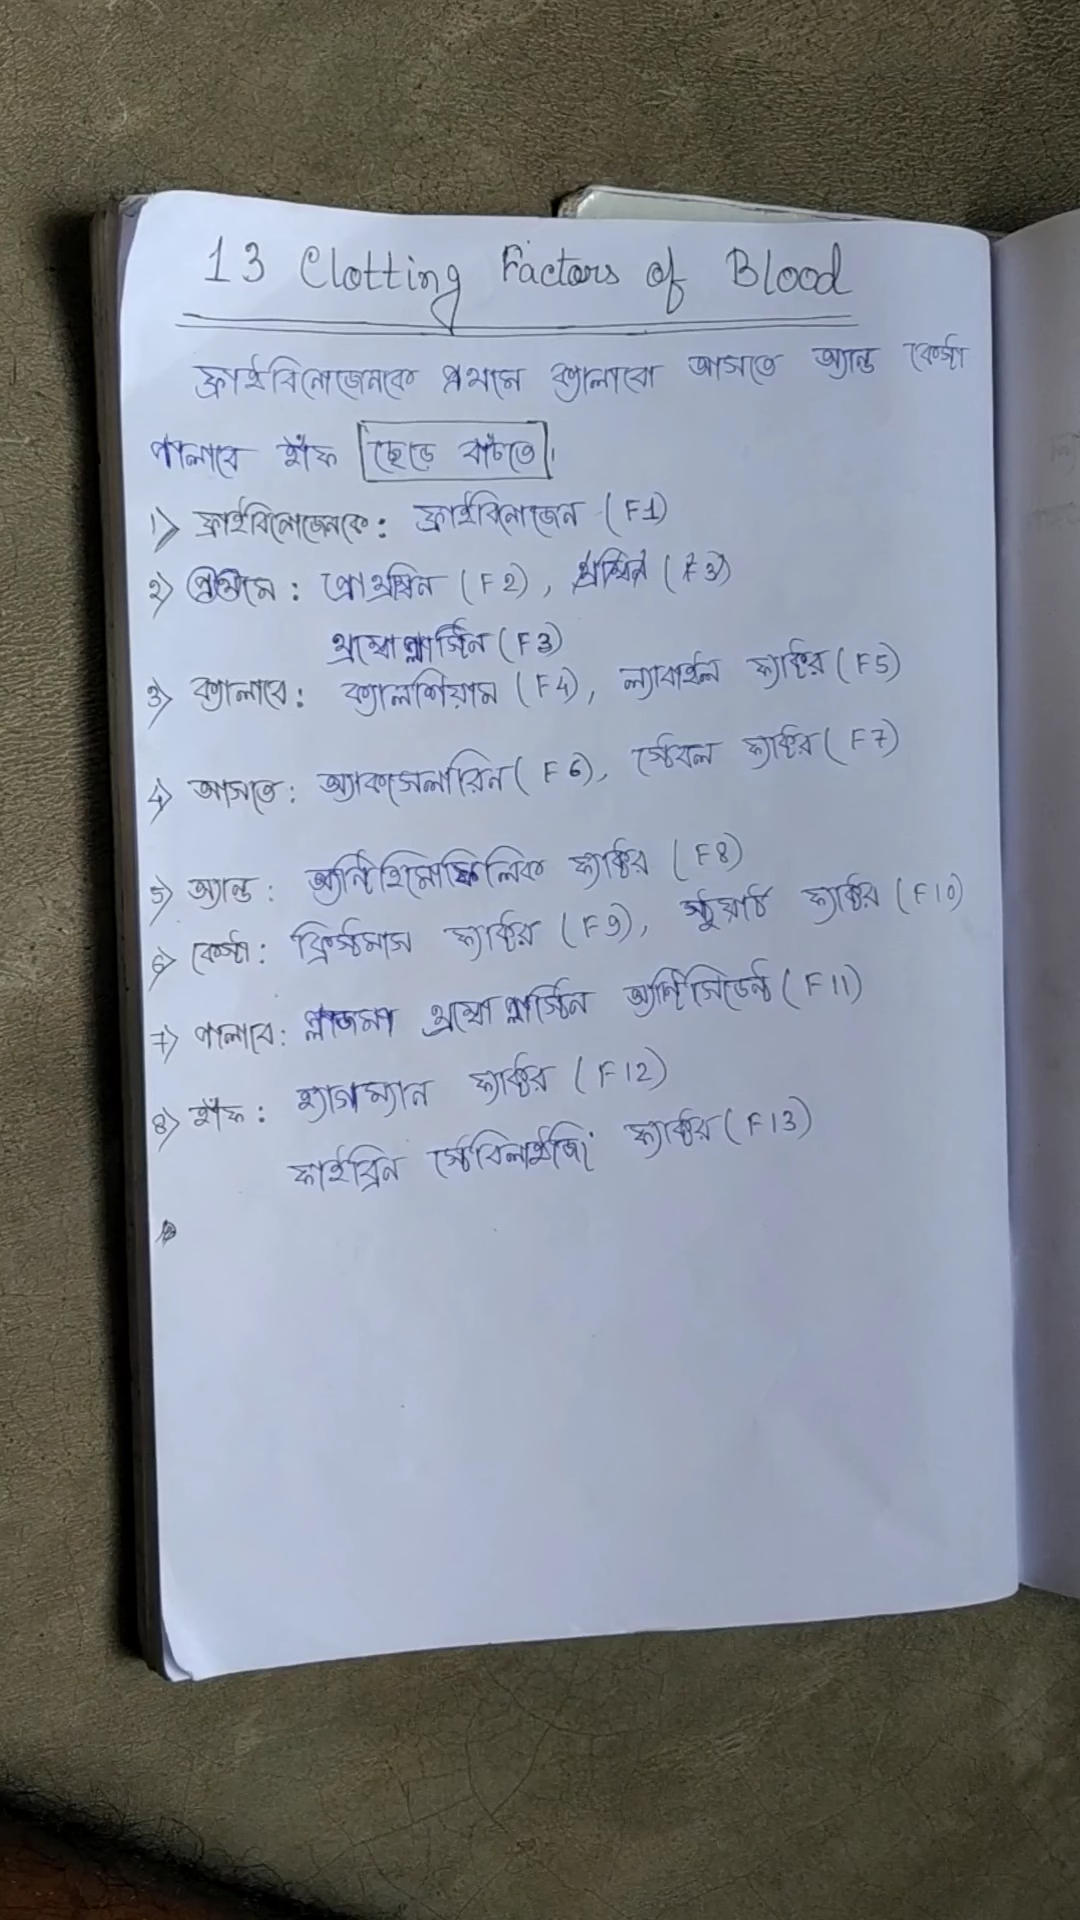 13 Clotting Factors of Blood
ফ্রাইবিনোজেনকে প্রথমে ক্যালাবো আসতে অ্যান্ড কেস্টা
পালাবে হাঁফ ছেড়ে বাঁচতে।
1) ফ্রাইবিনোজেনকে: ফ্রাইবিনোজেন (F1)
2) প্রথমে: প্রোথ্রম্বিন (F2), থ্রম্বিন (F3)
থ্রম্বোপ্লাস্টিন (F3)
3) ক্যালাবে: ক্যালশিয়াম (F4), ল্যাবাইল ফ্যাক্টর (F5)
4) আসতে: অ্যাকসেলারিন (F6), স্টেবল ফ্যাক্টর (F7)
5) অ্যান্ড: অ্যান্টিহিমোফিলিক ফ্যাক্টর (F8)
6) কেস্টা: ক্রিস্টমাস ফ্যাক্টর (F9), স্টুয়ার্ট ফ্যাক্টর (F10)
7) পালাবে: প্লাজমা থ্রম্বোপ্লাস্টিন অ্যান্টিসিডেন্ট (F11)
8) হাঁফ: হ্যাগম্যান ফ্যাক্টর (F12)
ফাইব্রিন স্টেবিলাইজিং ফ্যাক্টর (F13)